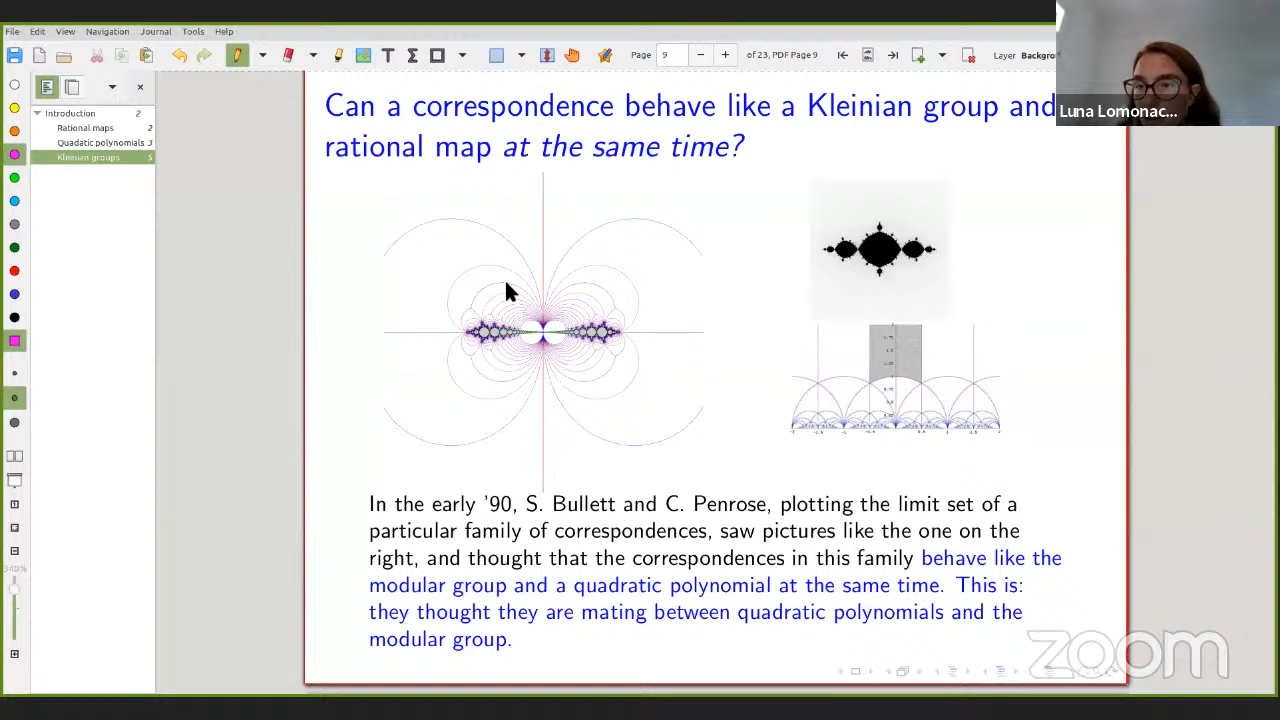 File Edit View Navigation Journal Tools Help
Page 9 of 23, PDF Page 9 Layer Backgro
Luna Lomonac...
Introduction 2
Rational maps 2
Quadatic polynomials 3
Kleinian groups 5
Can a correspondence behave like a Kleinian group and
rational map at the same time?
In the early '90, S. Bullett and C. Penrose, plotting the limit set of a
particular family of correspondences, saw pictures like the one on the
right, and thought that the correspondences in this family behave like the
modular group and a quadratic polynomial at the same time. This is:
they thought they are mating between quadratic polynomials and the
modular group.
zoom